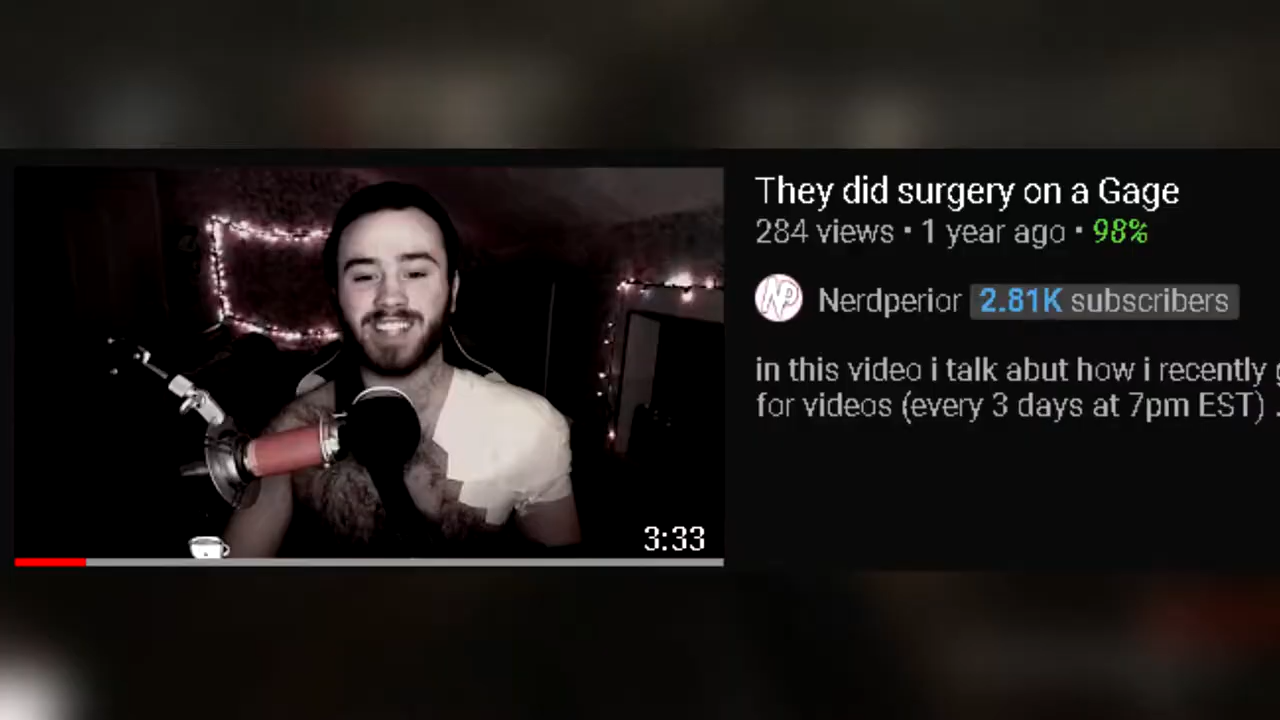 They did surgery on a Gage
284 views • 1 year ago • 98%
NP Nerdperior 2.81K subscribers
in this video i talk abut how i recently
for videos (every 3 days at 7pm EST) .
3:33